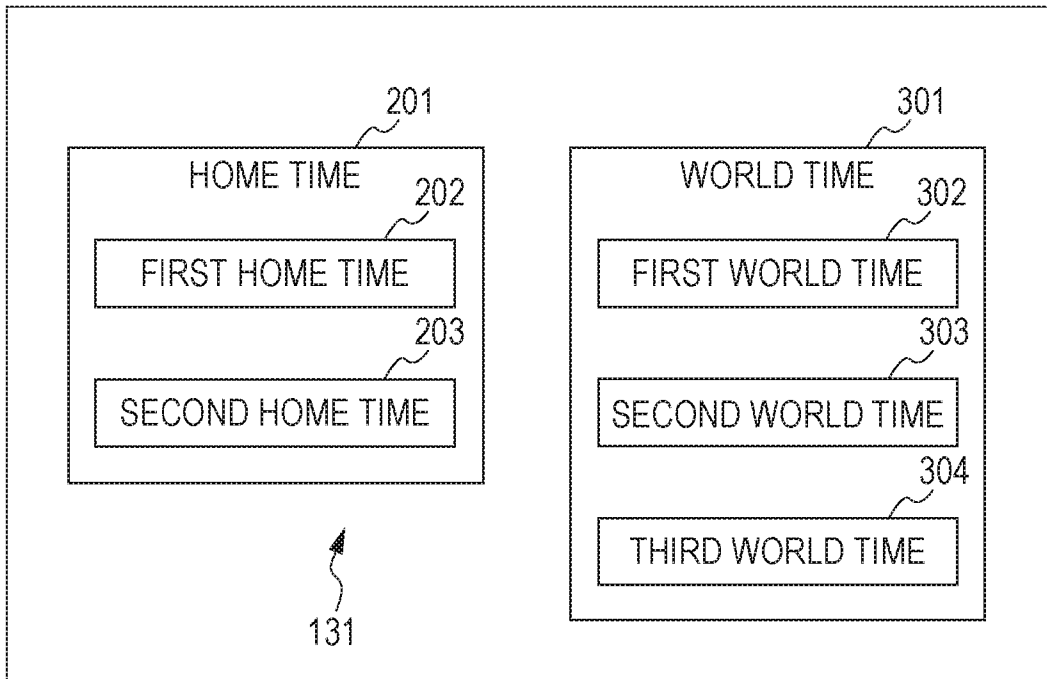 201
HOME TIME
202
FIRST HOME TIME
203
SECOND HOME TIME
131
301
WORLD TIME
302
FIRST WORLD TIME
303
SECOND WORLD TIME
304
THIRD WORLD TIME